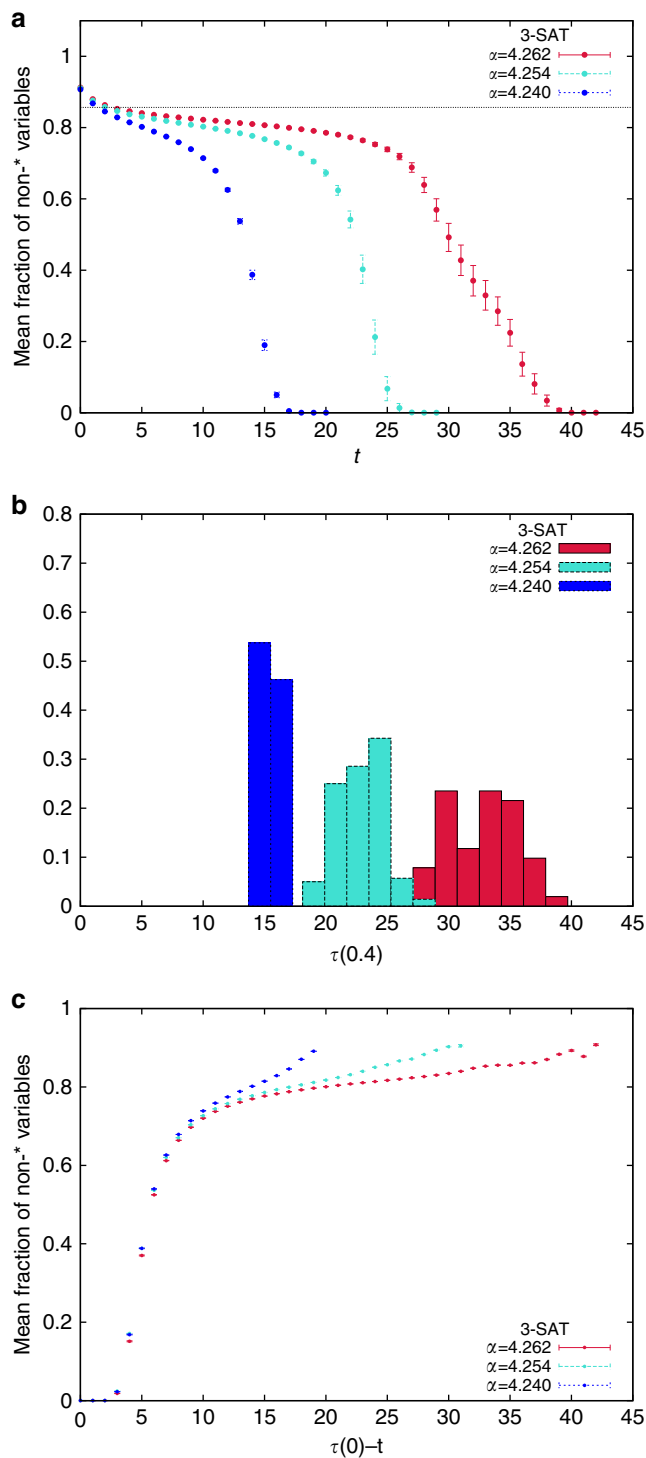 a
3-SAT
α=4.262
α=4.254
α=4.240
Mean fraction of non-* variables
1
0.8
0.6
0.4
0.2
0
0 5 10 15 20 25 30 35 40 45
t
b
3-SAT
α=4.262
α=4.254
α=4.240
0.8
0.7
0.6
0.5
0.4
0.3
0.2
0.1
0
0 5 10 15 20 25 30 35 40 45
τ(0.4)
c
Mean fraction of non-* variables
1
0.8
0.6
0.4
0.2
0
3-SAT
α=4.262
α=4.254
α=4.240
0 5 10 15 20 25 30 35 40 45
τ(0)–t